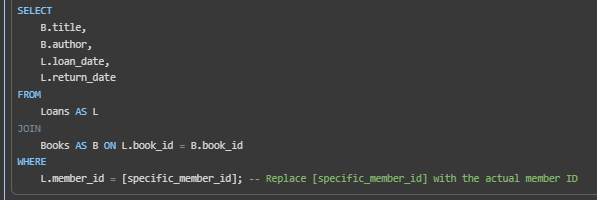 SELECT
    B.title,
    B.author,
    L.loan_date,
    L.return_date
FROM
    Loans AS L
JOIN
    Books AS B ON L.book_id = B.book_id
WHERE
    L.member_id = [specific_member_id]; -- Replace [specific_member_id] with the actual member ID